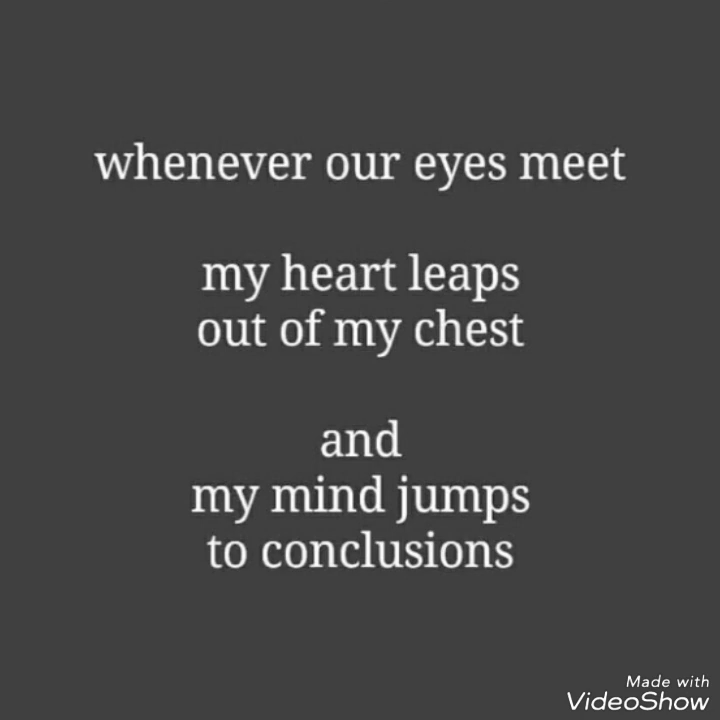 whenever our eyes meet
my heart leaps
out of my chest
and
my mind jumps
to conclusions
Made with
VideoShow